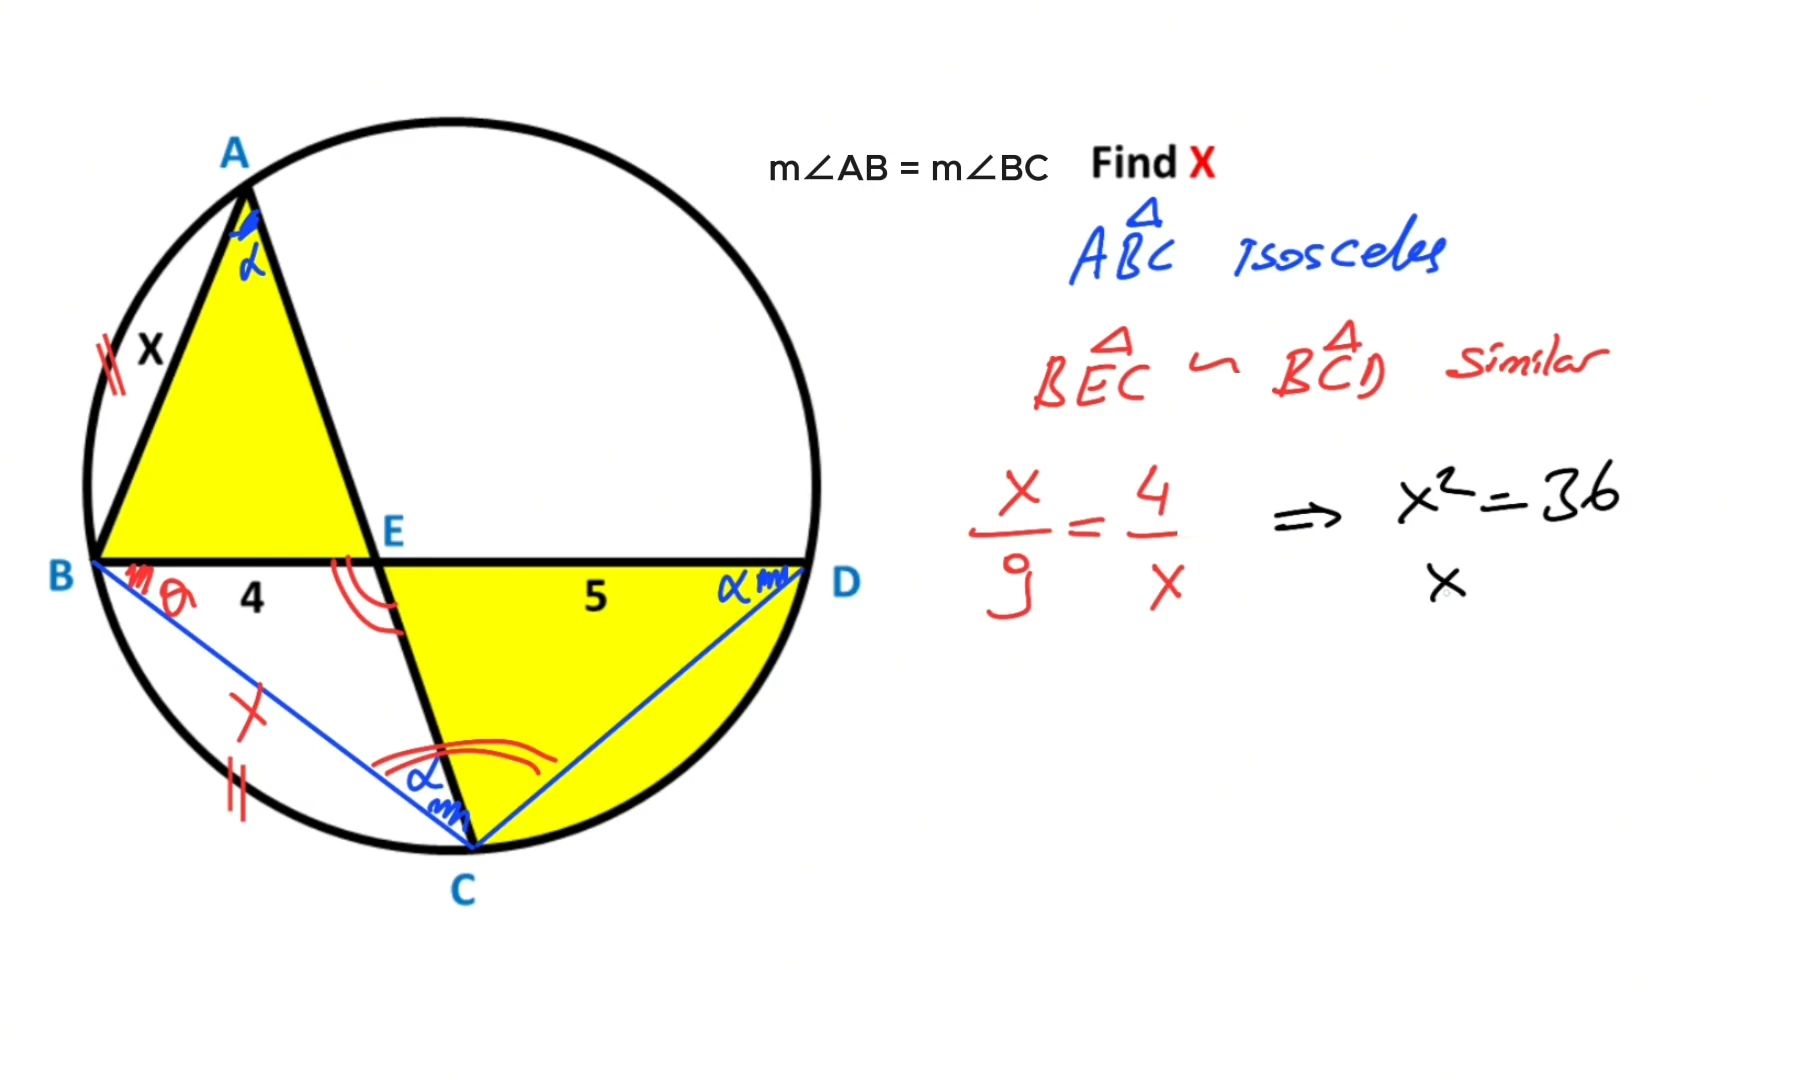 A
m∠AB = m∠BC Find X
ABC Isosceles
α
X
BEC ~ BCD Similar
x/9 = 4/x ⇒ x² = 36
x
E
B
θ
4
5
α
D
x
α
C